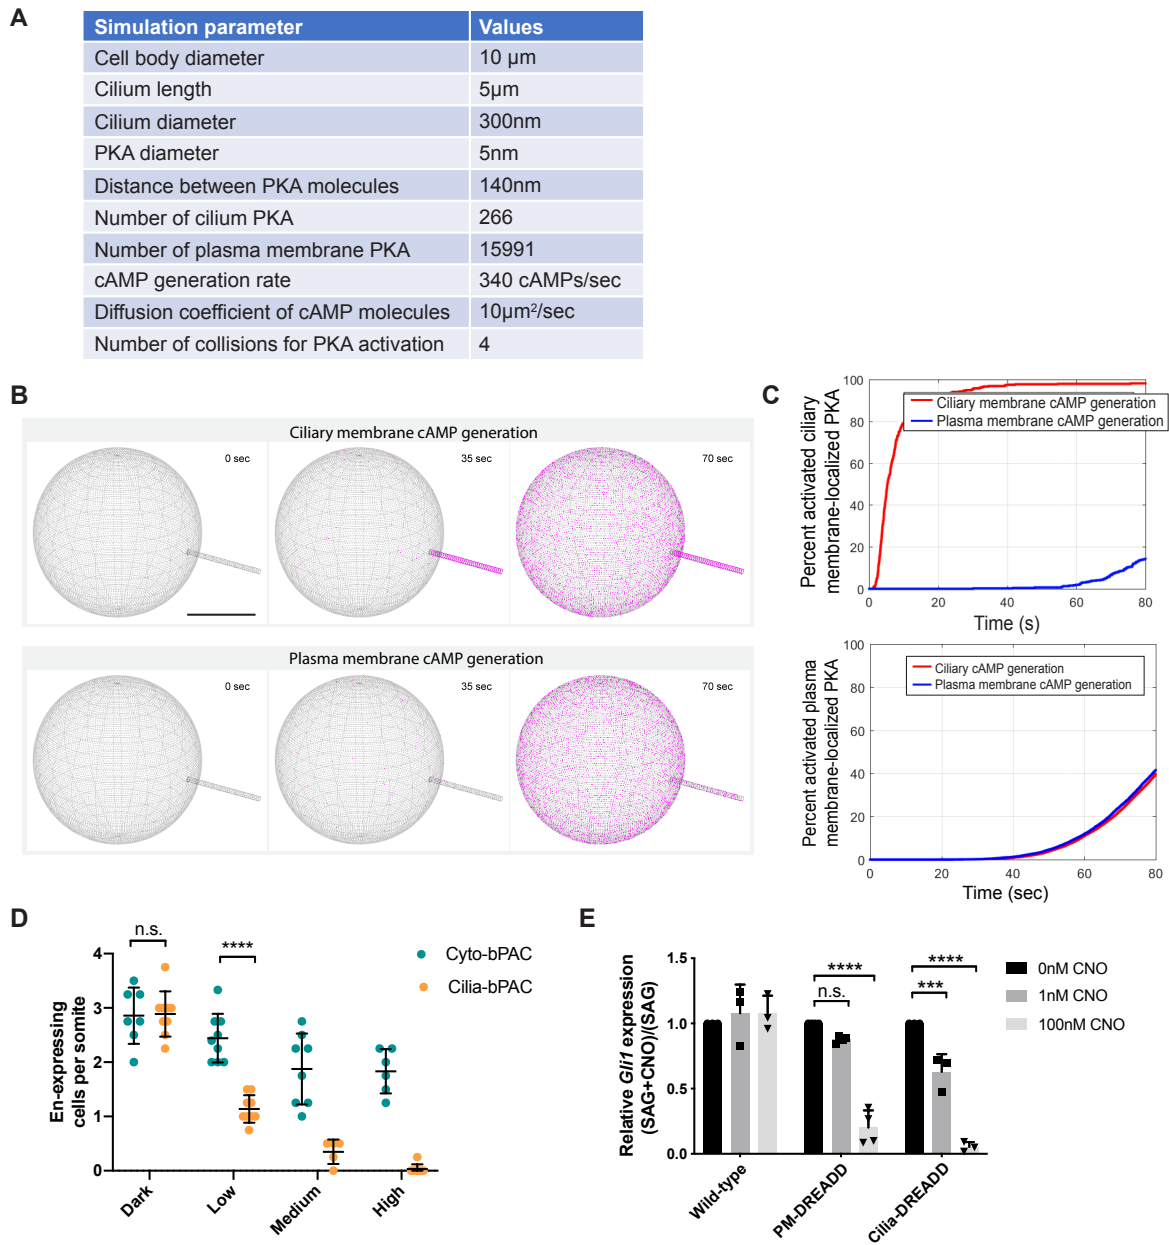 A
Simulation parameter Values
Cell body diameter 10 µm
Cilium length 5µm
Cilium diameter 300nm
PKA diameter 5nm
Distance between PKA molecules 140nm
Number of cilium PKA 266
Number of plasma membrane PKA 15991
cAMP generation rate 340 cAMPs/sec
Diffusion coefficient of cAMP molecules 10µm²/sec
Number of collisions for PKA activation 4
B
Ciliary membrane cAMP generation
0 sec 35 sec 70 sec
Plasma membrane cAMP generation
0 sec 35 sec 70 sec
C
Percent activated ciliary
membrane-localized PKA
100
80
60
40
20
0
Ciliary membrane cAMP generation
Plasma membrane cAMP generation
0 20 40 60 80
Time (s)
Percent activated plasma
membrane-localized PKA
100
80
60
40
20
0
Ciliary cAMP generation
Plasma membrane cAMP generation
0 20 40 60 80
Time (sec)
D
En-expressing
cells per somite
4
3
2
1
0
n.s.
****
Cyto-bPAC
Cilia-bPAC
Dark Low Medium High
E
Relative Gli1 expression
(SAG+CNO)/(SAG)
1.5
1.0
0.5
0.0
n.s.
****
***
****
0nM CNO
1nM CNO
100nM CNO
Wild-type PM-DREADD Cilia-DREADD